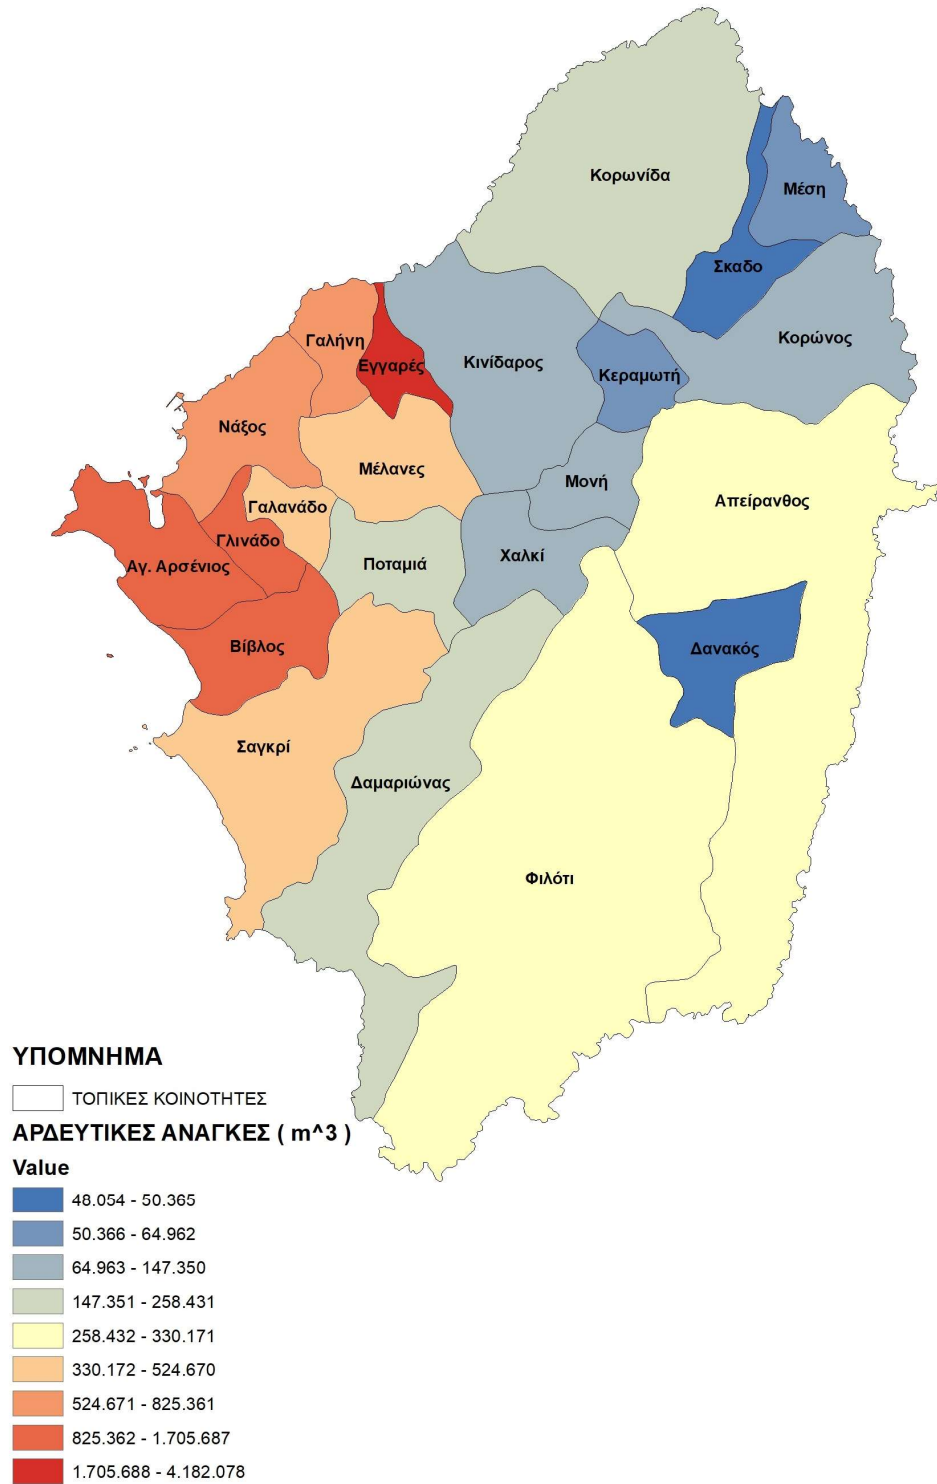 Κορωνίδα
Μέση
Σκαδο
Γαλήνη
Εγγαρές
Κινίδαρος
Κορώνος
Κεραμωτή
Νάξος
Μέλανες
Μονή
Απείρανθος
Γαλανάδο
Γλινάδο
Χαλκί
Αγ. Αρσένιος
Ποταμιά
Βίβλος
Δανακός
Σαγκρί
Δαμαριώνας
Φιλότι
ΥΠΟΜΝΗΜΑ
ΤΟΠΙΚΕΣ ΚΟΙΝΟΤΗΤΕΣ
ΑΡΔΕΥΤΙΚΕΣ ΑΝΑΓΚΕΣ ( m^3 )
Value
48.054 - 50.365
50.366 - 64.962
64.963 - 147.350
147.351 - 258.431
258.432 - 330.171
330.172 - 524.670
524.671 - 825.361
825.362 - 1.705.687
1.705.688 - 4.182.078